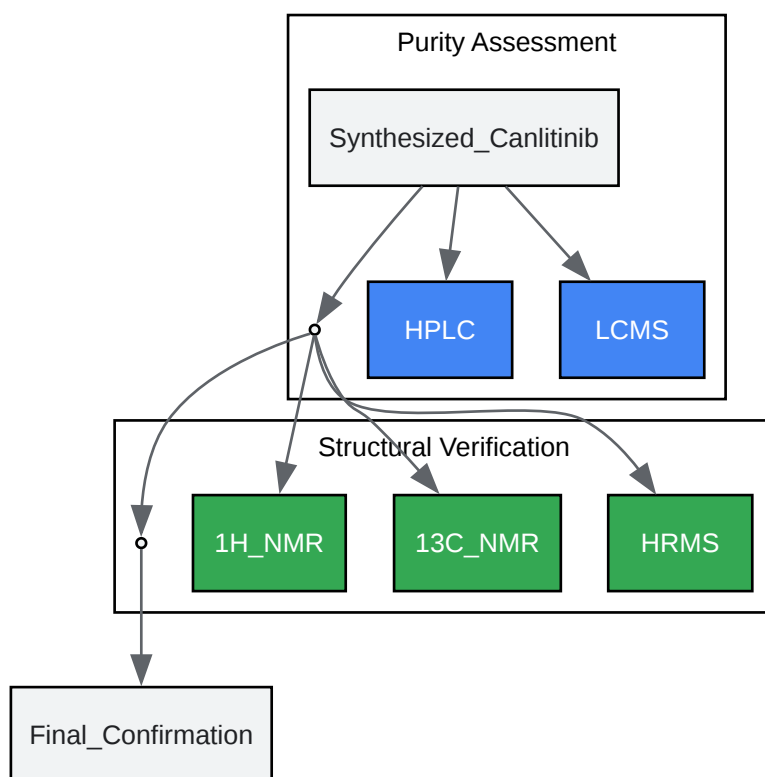 Purity Assessment
Synthesized_Canlitinib
HPLC
LCMS
Structural Verification
1H_NMR
13C_NMR
HRMS
Final_Confirmation